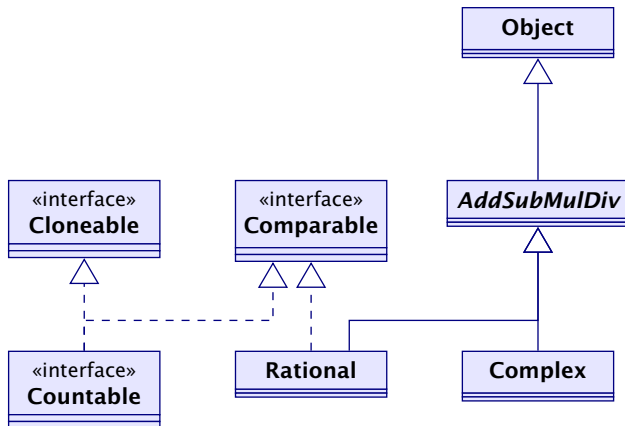 Object
«interface»
Cloneable
«interface»
Comparable
AddSubMulDiv
«interface»
Countable
Rational
Complex